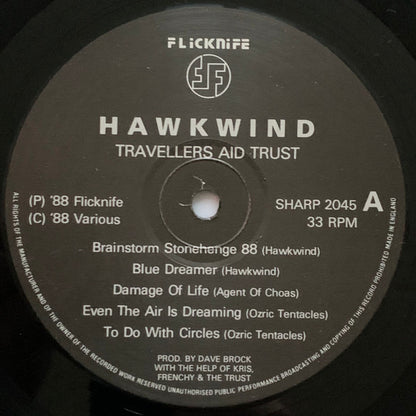 FLiCKNiFE
HAWKWIND
TRAVELLERS AID TRUST
(P) '88 Flicknife
(C) '88 Various
SHARP 2045 A
33 RPM
Brainstorm Stonehenge 88 (Hawkwind)
Blue Dreamer (Hawkwind)
Damage Of Life (Agent Of Choas)
Even The Air Is Dreaming (Ozric Tentacles)
To Do With Circles (Ozric Tentacles)
PROD. BY DAVE BROCK
WITH THE HELP OF KRIS,
FRENCHY & THE TRUST
ALL RIGHTS OF THE MANUFACTURER AND OF THE OWNER OF THE RECORDED WORK RESERVED UNAUTHORISED PUBLIC PERFORMANCE BROADCASTING AND COPYING OF THIS RECORD PROHIBITED MADE IN ENGLAND